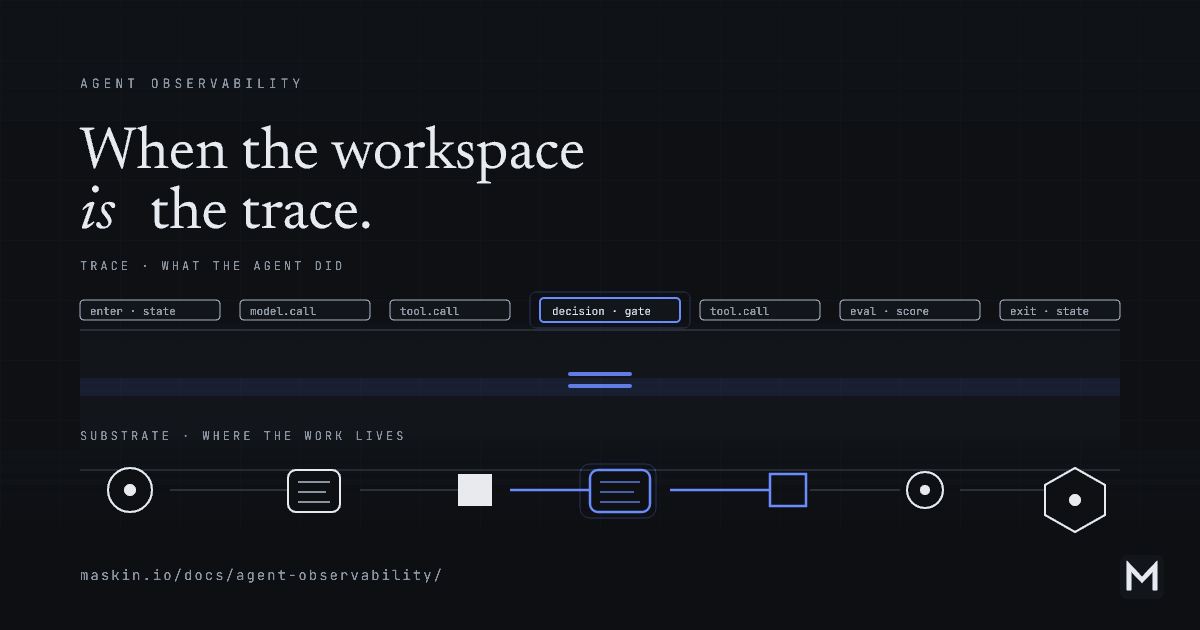 AGENT OBSERVABILITY
When the workspace
is the trace.
TRACE · WHAT THE AGENT DID
enter · state
model.call
tool.call
decision · gate
tool.call
eval · score
exit · state
SUBSTRATE · WHERE THE WORK LIVES
maskin.io/docs/agent-observability/
M